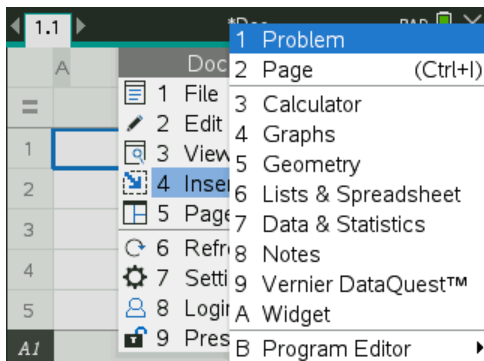 1.1
1 Problem
2 Page (Ctrl+I)
3 Calculator
4 Graphs
5 Geometry
6 Lists & Spreadsheet
7 Data & Statistics
8 Notes
9 Vernier DataQuest™
A Widget
B Program Editor
Doc
1 File
2 Edit
3 View
4 Inser
5 Page
6 Refr
7 Setti
8 Login
9 Pres
A
=
1
2
3
4
5
A1